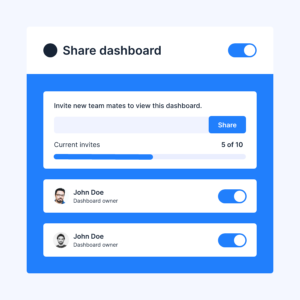 Share dashboard
Invite new team mates to view this dashboard.
Share
Current invites 5 of 10
John Doe
Dashboard owner
John Doe
Dashboard owner